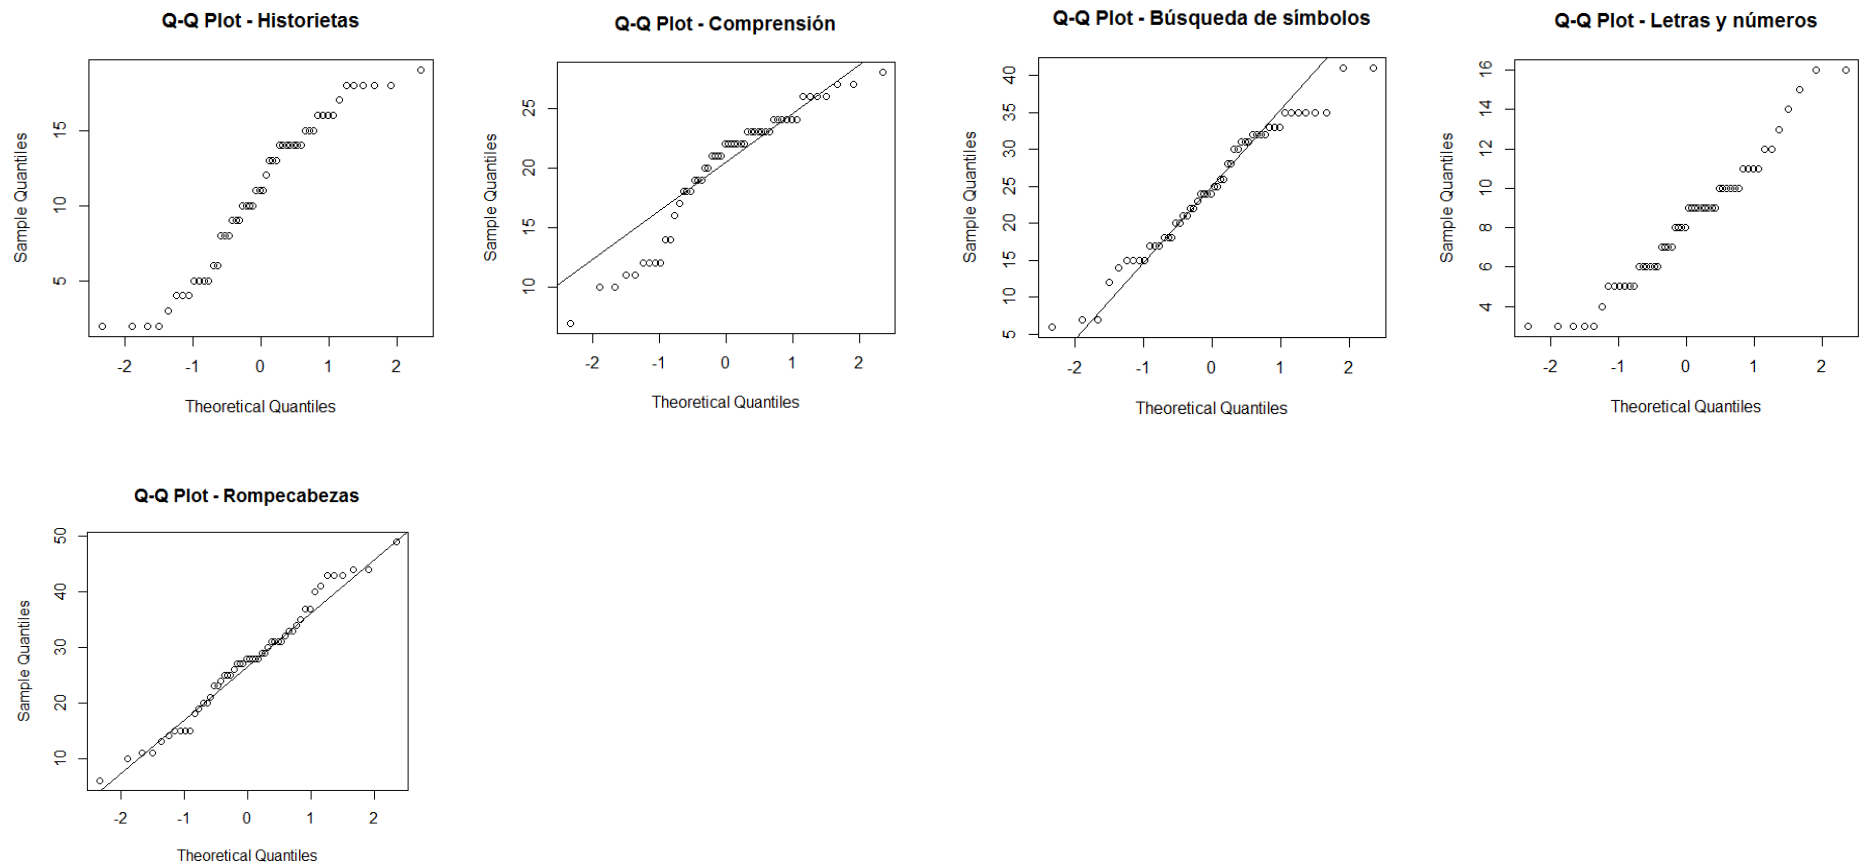 Q-Q Plot - Historietas
Sample Quantiles
15
10
5
-2 -1 0 1 2
Theoretical Quantiles
Q-Q Plot - Comprensión
Sample Quantiles
25
20
15
10
-2 -1 0 1 2
Theoretical Quantiles
Q-Q Plot - Búsqueda de símbolos
Sample Quantiles
40
35
30
25
20
15
10
5
-2 -1 0 1 2
Theoretical Quantiles
Q-Q Plot - Letras y números
Sample Quantiles
16
14
12
10
8
6
4
-2 -1 0 1 2
Theoretical Quantiles
Q-Q Plot - Rompecabezas
Sample Quantiles
50
40
30
20
10
-2 -1 0 1 2
Theoretical Quantiles